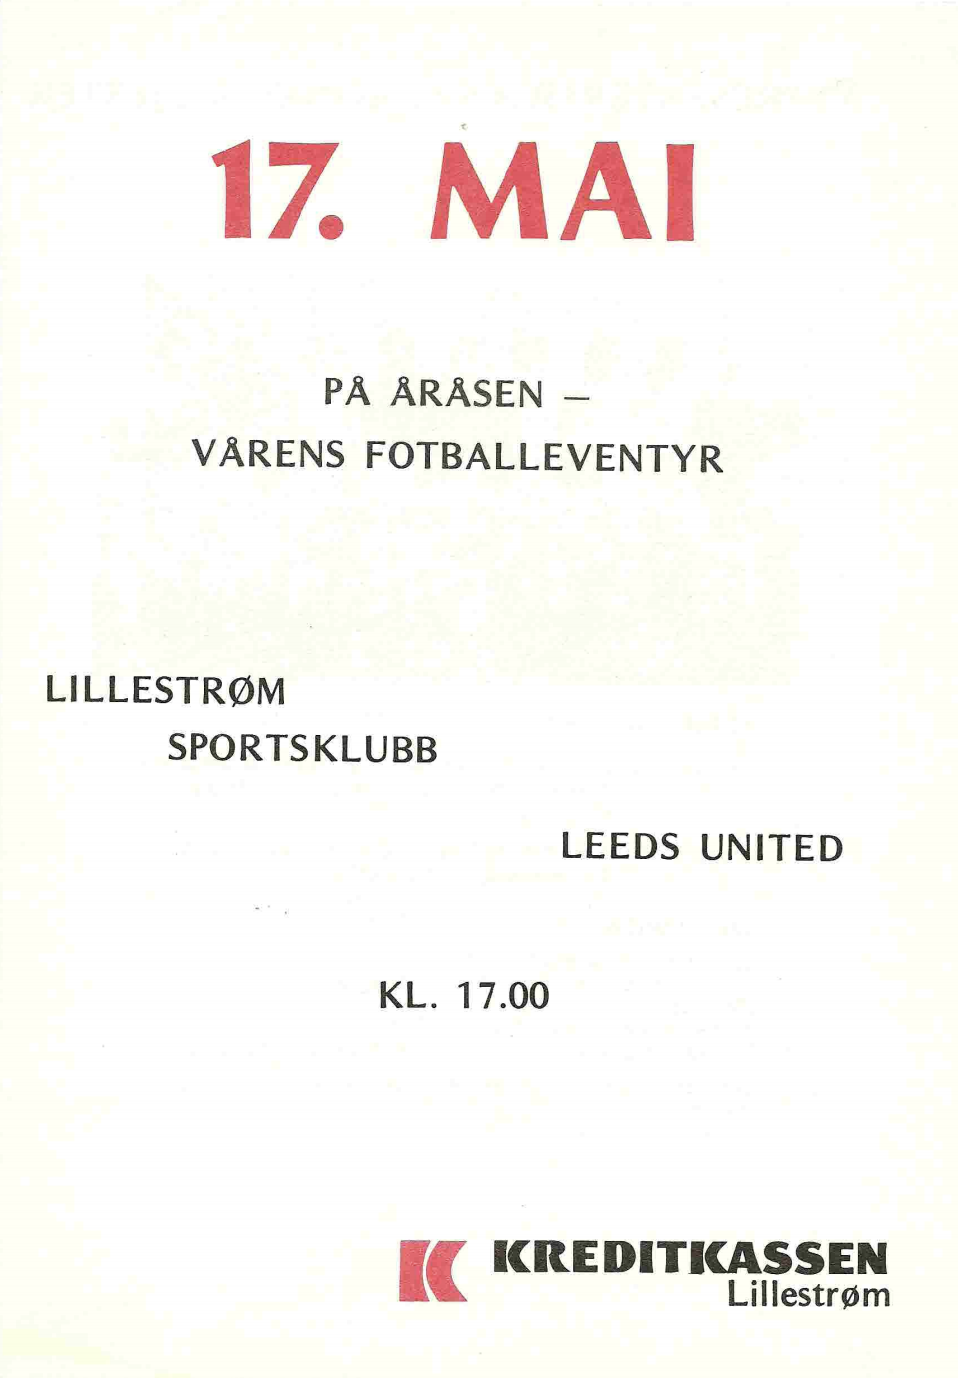 17. MAI
PÅ ÅRÅSEN –
VÅRENS FOTBALLEVENTYR
LILLESTRØM
SPORTSKLUBB
LEEDS UNITED
KL. 17.00
KREDITKASSEN
Lillestrøm